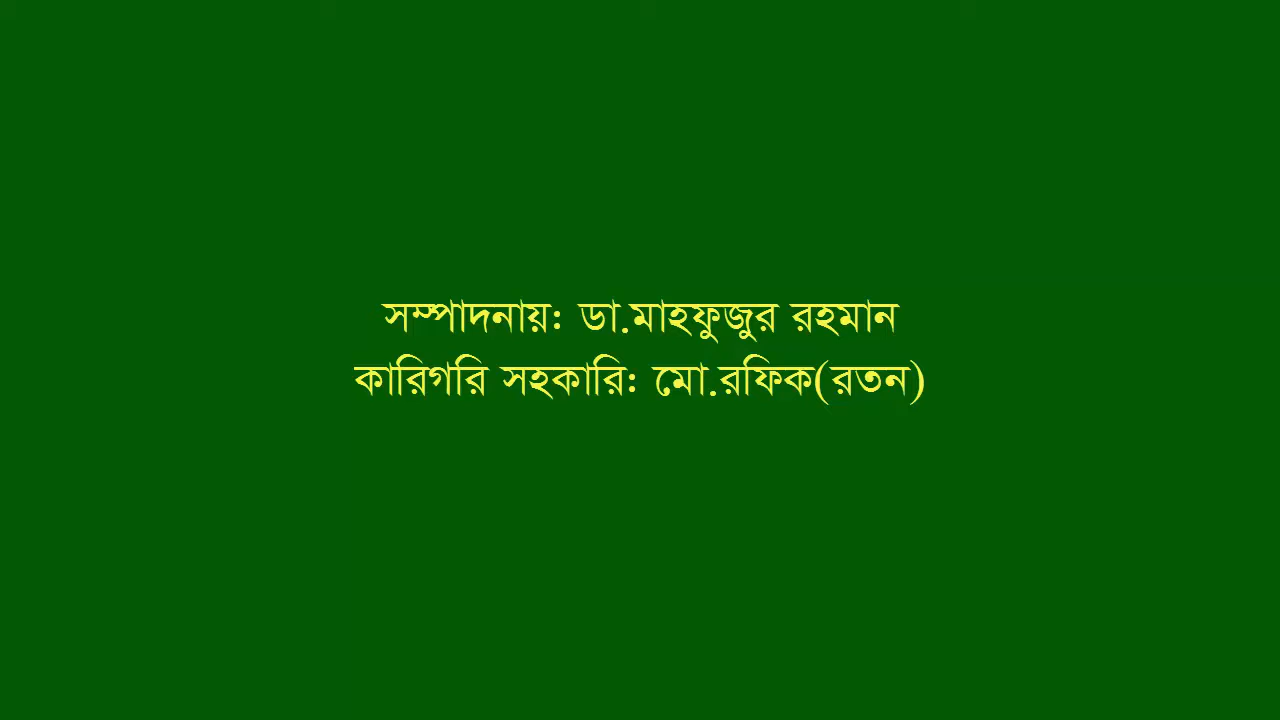 সম্পাদনায়ঃ ডা.মাহফুজুর রহমান
কারিগরি সহকারিঃ মো.রফিক(রতন)